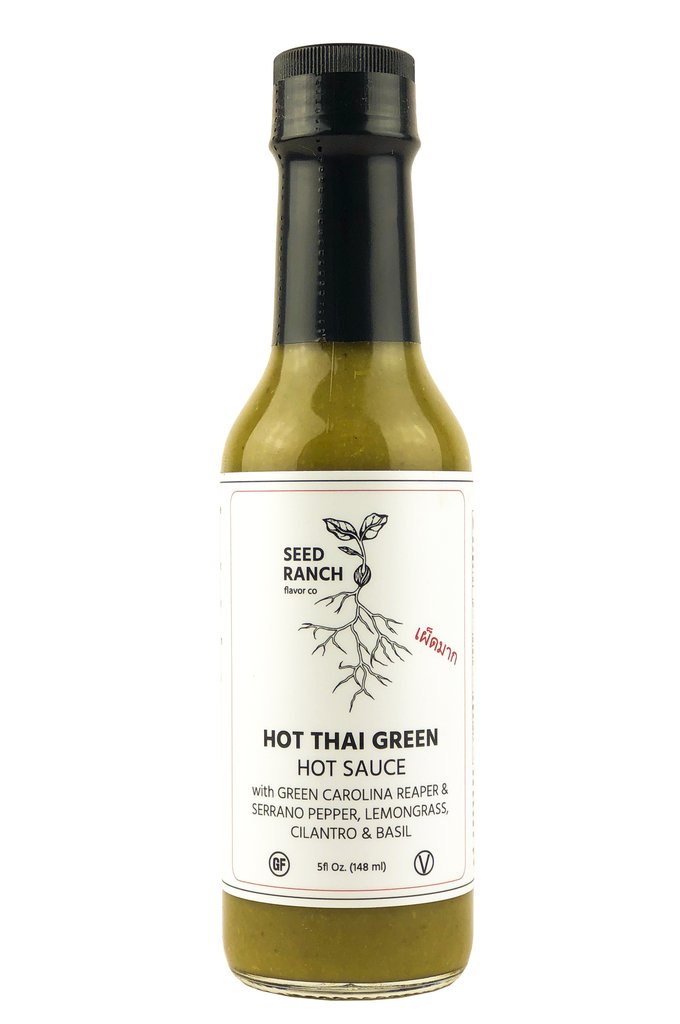 SEED
RANCH
flavor co
เผ็ดมาก
HOT THAI GREEN
HOT SAUCE
with GREEN CAROLINA REAPER &
SERRANO PEPPER, LEMONGRASS,
CILANTRO & BASIL
GF
5fl Oz. (148 ml)
V